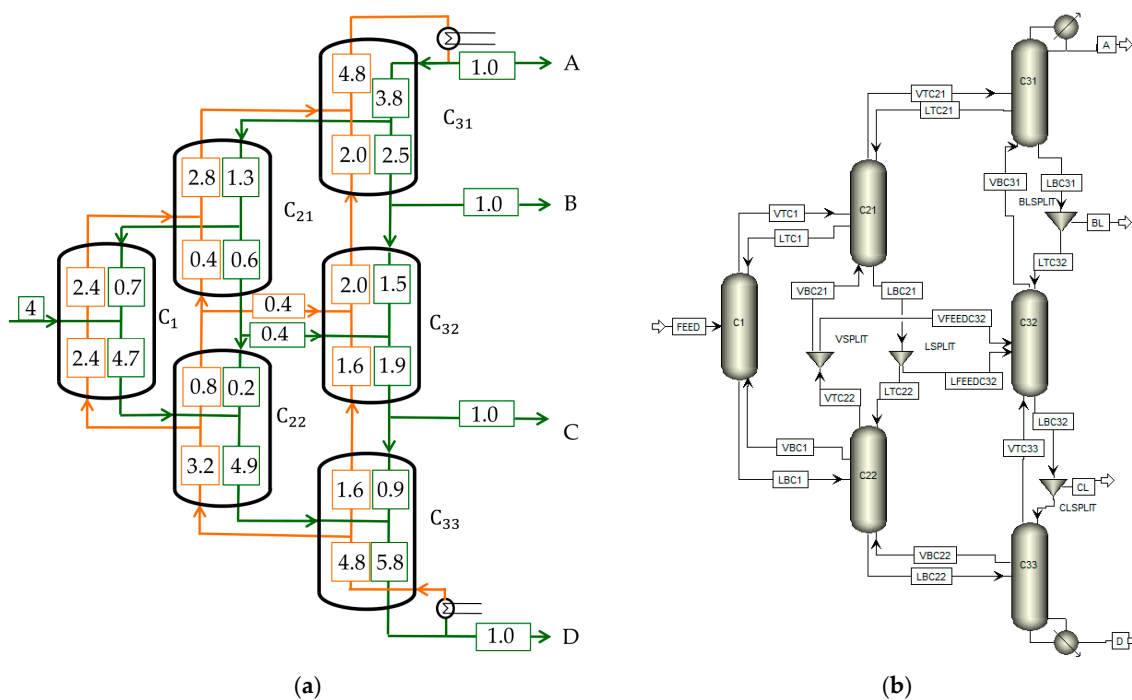 Σ
4.8
1.0
A
3.8
C₃₁
2.0
2.5
2.8
1.3
C₂₁
1.0
B
0.4
0.6
2.4
0.7
4
C₁
0.4
2.0
1.5
C₃₂
0.4
2.4
4.7
0.8
0.2
1.6
1.9
C₂₂
1.0
C
3.2
4.9
1.6
0.9
C₃₃
4.8
5.8
Σ
1.0
D
(a)
C31
A
VTC21
LTC21
VBC31
LBC31
BLSPLIT
BL
C21
VTC1
LTC1
LTC32
VBC21
LBC21
VFEEDC32
C1
FEED
VSPLIT
LSPLIT
C32
LFEEDC32
VTC22
LTC22
LBC32
VBC1
VTC33
LBC1
C22
CL
CLSPLIT
VBC22
C33
LBC22
D
(b)